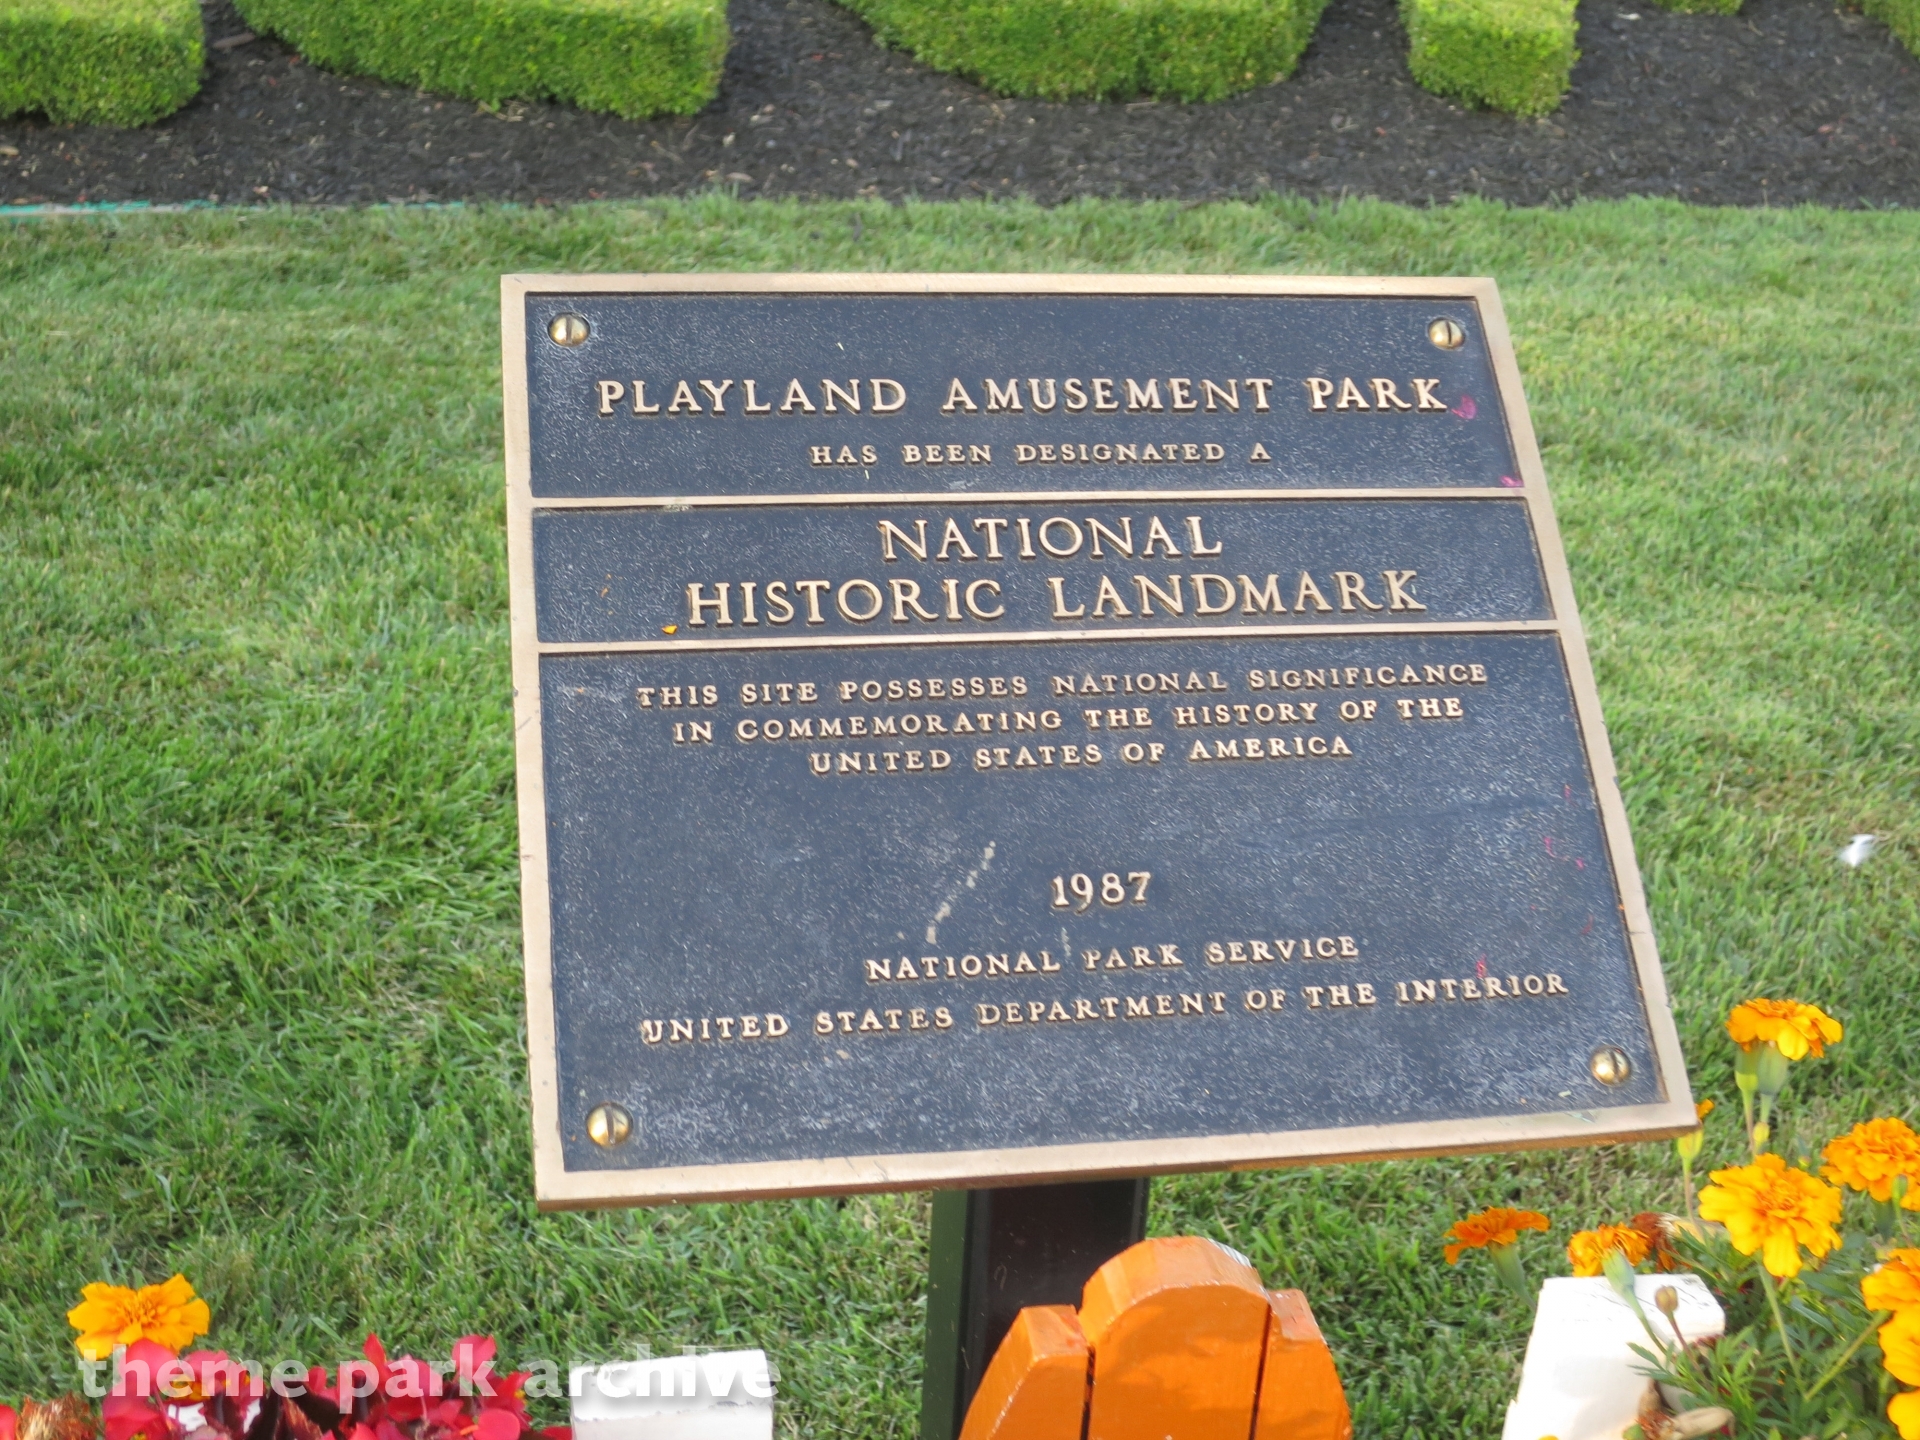 PLAYLAND AMUSEMENT PARK
HAS BEEN DESIGNATED A
NATIONAL
HISTORIC LANDMARK
THIS SITE POSSESSES NATIONAL SIGNIFICANCE
IN COMMEMORATING THE HISTORY OF THE
UNITED STATES OF AMERICA
1987
NATIONAL PARK SERVICE
UNITED STATES DEPARTMENT OF THE INTERIOR
theme park archive